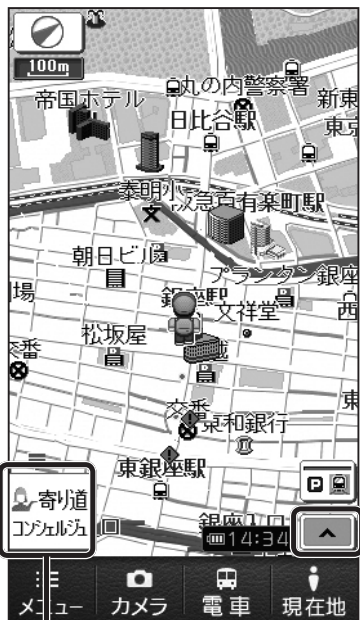 100m
丸の内警察署
帝国ホテル
新東
日比谷駅
東京
泰明小
阪急百有楽町駅
朝日ビル
プランタン銀座
場
銀座駅
文祥堂
西
松坂屋
越
交番
東
交番
東和銀行
東銀座駅
P
寄り道
コンシェルジュ
銀座入口
14:34
メニュー
カメラ
電車
現在地